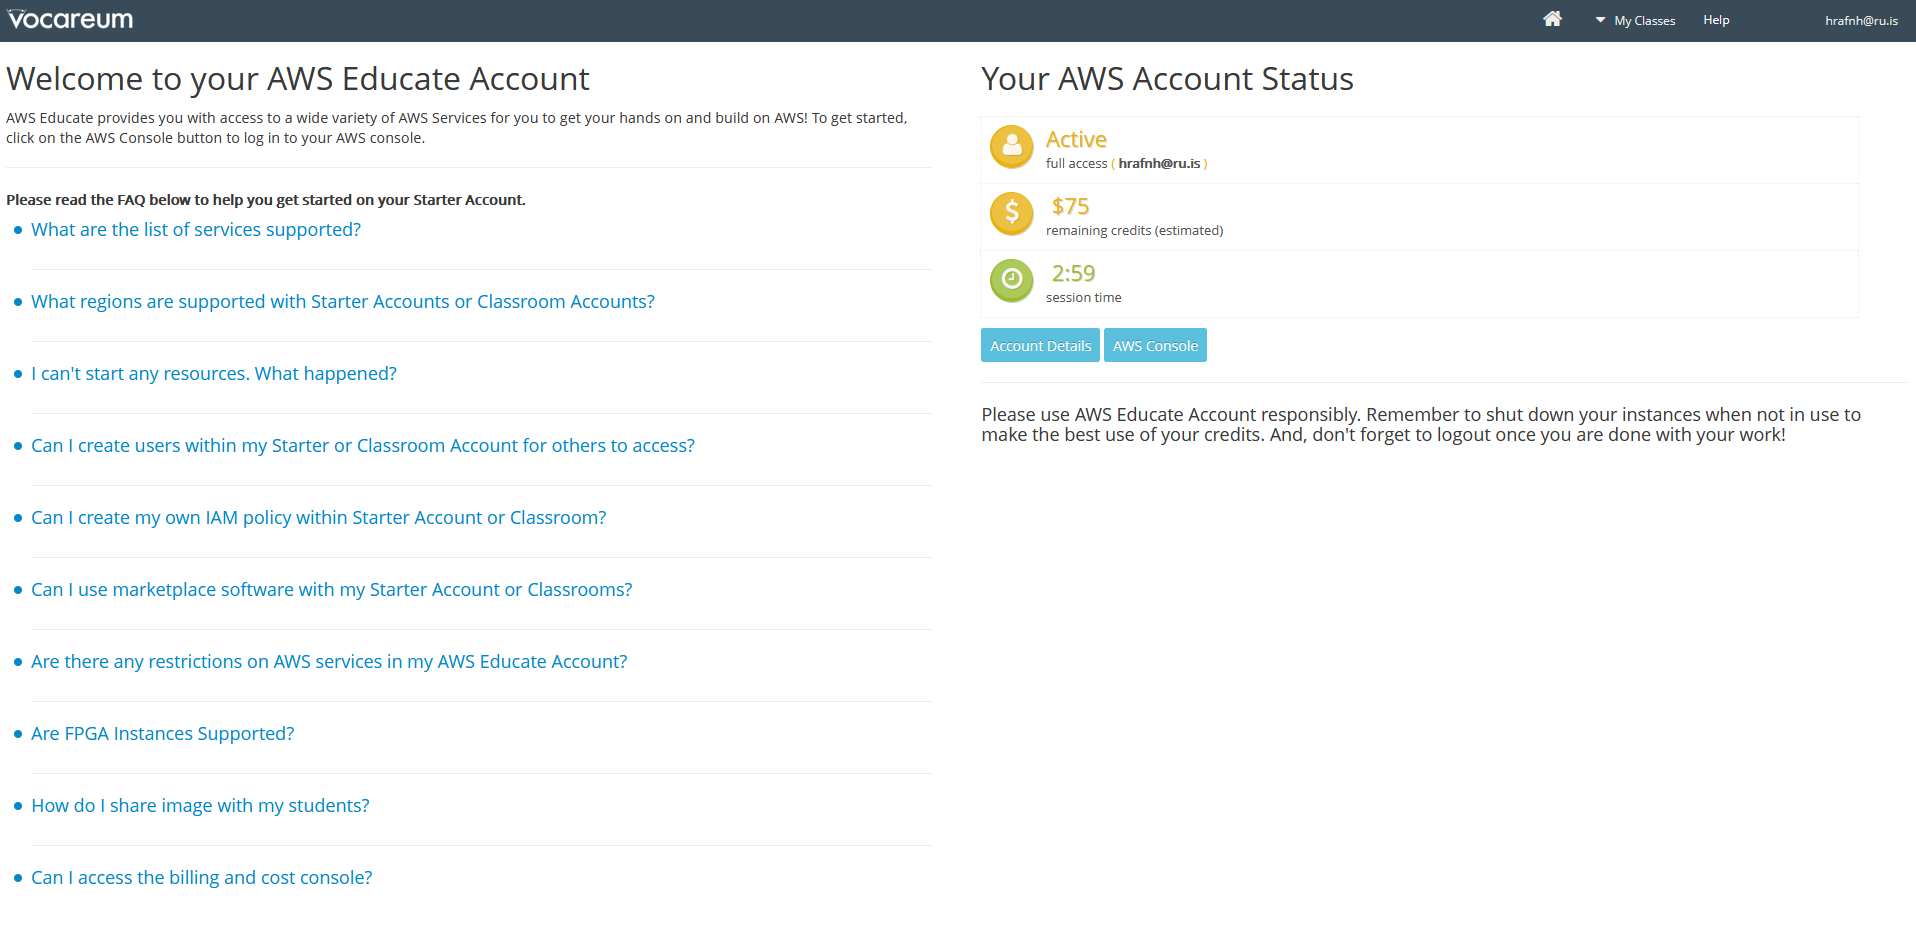 Vocareum
My Classes
Help
hrafnh@ru.is
Welcome to your AWS Educate Account
AWS Educate provides you with access to a wide variety of AWS Services for you to get your hands on and build on AWS! To get started,
click on the AWS Console button to log in to your AWS console.
Please read the FAQ below to help you get started on your Starter Account.
What are the list of services supported?
What regions are supported with Starter Accounts or Classroom Accounts?
I can't start any resources. What happened?
Can I create users within my Starter or Classroom Account for others to access?
Can I create my own IAM policy within Starter Account or Classroom?
Can I use marketplace software with my Starter Account or Classrooms?
Are there any restrictions on AWS services in my AWS Educate Account?
Are FPGA Instances Supported?
How do I share image with my students?
Can I access the billing and cost console?
Your AWS Account Status
Active
full access ( hrafnh@ru.is )
$75
remaining credits (estimated)
2:59
session time
Account Details
AWS Console
Please use AWS Educate Account responsibly. Remember to shut down your instances when not in use to
make the best use of your credits. And, don't forget to logout once you are done with your work!